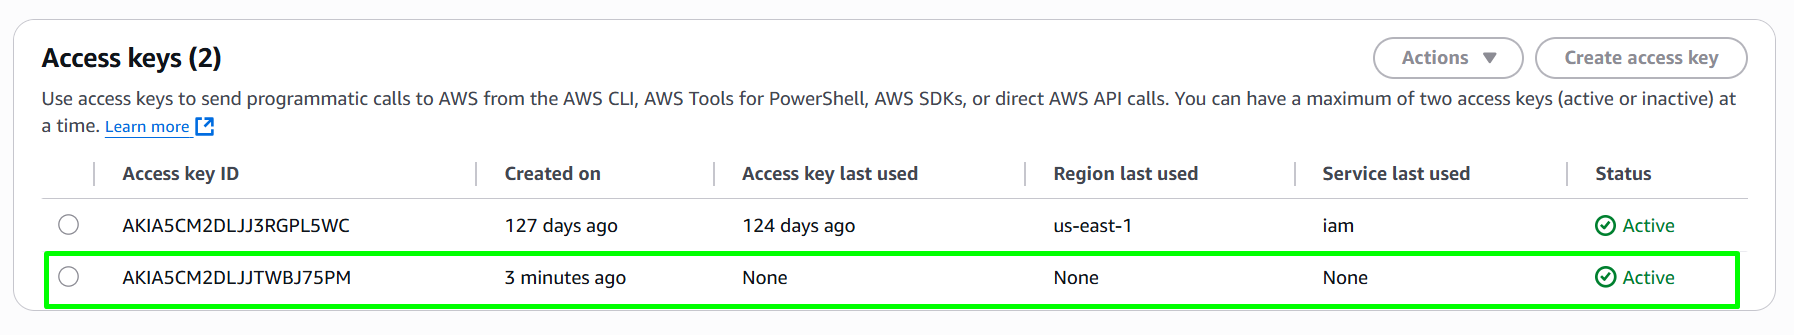 Access keys (2)
Actions
Create access key
Use access keys to send programmatic calls to AWS from the AWS CLI, AWS Tools for PowerShell, AWS SDKs, or direct AWS API calls. You can have a maximum of two access keys (active or inactive) at
a time. Learn more
Access key ID Created on Access key last used Region last used Service last used Status
AKIA5CM2DLJJ3RGPL5WC 127 days ago 124 days ago us-east-1 iam Active
AKIA5CM2DLJJTWBJ75PM 3 minutes ago None None None Active